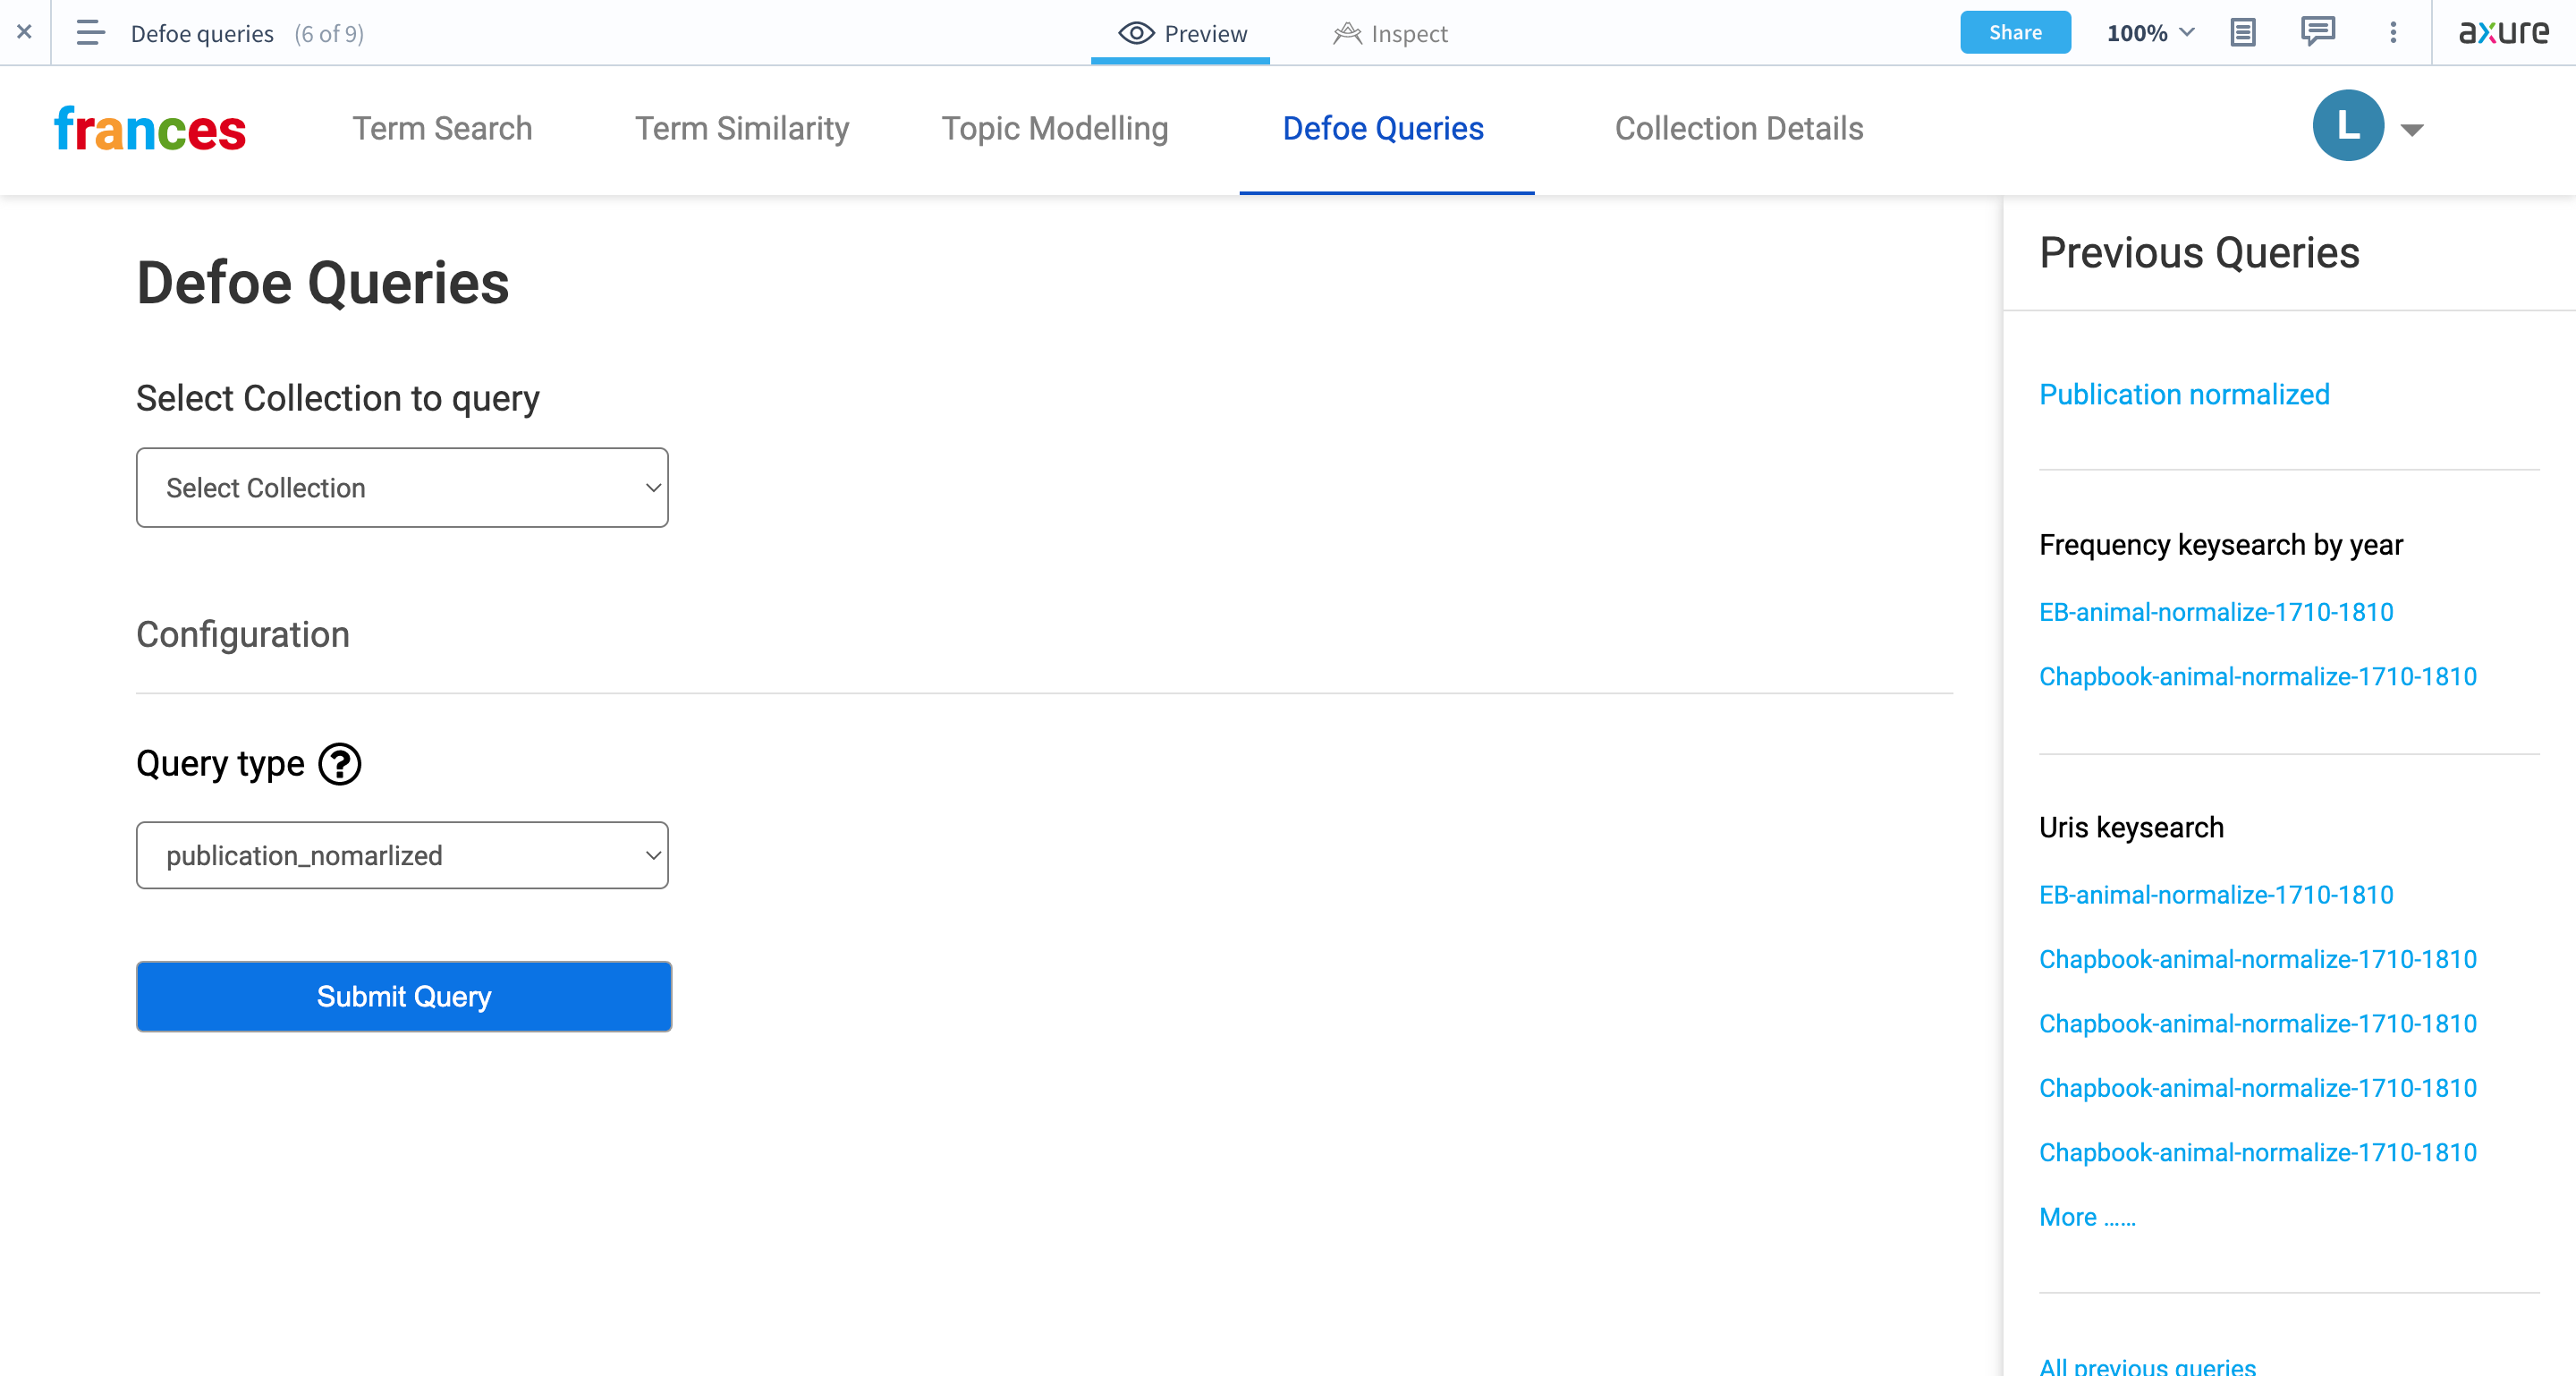 Defoe queries (6 of 9)
Preview
Inspect
Share
100%
axure
frances
Term Search
Term Similarity
Topic Modelling
Defoe Queries
Collection Details
L
Defoe Queries
Select Collection to query
Select Collection
Configuration
Query type ?
publication_nomarlized
Submit Query
Previous Queries
Publication normalized
Frequency keysearch by year
EB-animal-normalize-1710-1810
Chapbook-animal-normalize-1710-1810
Uris keysearch
EB-animal-normalize-1710-1810
Chapbook-animal-normalize-1710-1810
Chapbook-animal-normalize-1710-1810
Chapbook-animal-normalize-1710-1810
Chapbook-animal-normalize-1710-1810
More ......
All previous queries